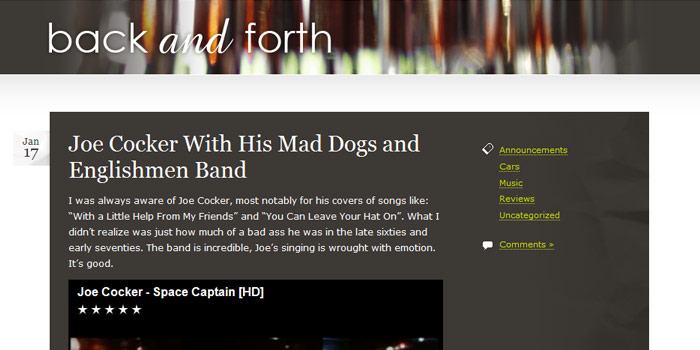 back and forth
Jan
17
Joe Cocker With His Mad Dogs and
Englishmen Band
I was always aware of Joe Cocker, most notably for his covers of songs like:
“With a Little Help From My Friends” and “You Can Leave Your Hat On”. What I
didn’t realize was just how much of a bad ass he was in the late sixties and
early seventies. The band is incredible, Joe’s singing is wrought with emotion.
It’s good.
Joe Cocker - Space Captain [HD]
Announcements
Cars
Music
Reviews
Uncategorized
Comments »